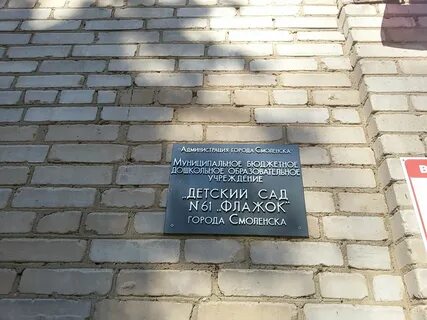 Администрация города Смоленска
Муниципальное бюджетное
дошкольное образовательное
учреждение
„ДЕТСКИЙ САД
№61 „ФЛАЖОК"
города Смоленска
В